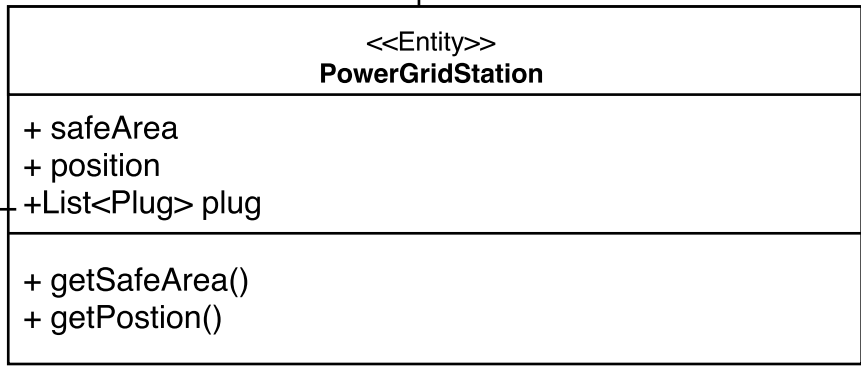 <<Entity>>
PowerGridStation
+ safeArea
+ position
+List<Plug> plug
+ getSafeArea()
+ getPostion()